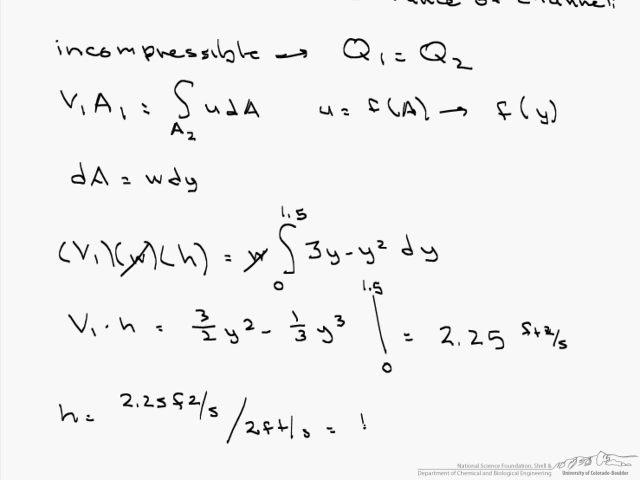 incompressible → Q₁ = Q₂
V₁A₁ = ∫ u dA    u = f(A) → f(y)
A₂
dA = w dy
1.5
(V₁)(w)(h) = w ∫ 3y - y² dy
0
1.5
V₁ · h = 3/2 y² - 1/3 y³ | = 2.25 ft²/s
0
h = 2.25 f²/s / 2 ft/s =
National Science Foundation, Shell &
Department of Chemical and Biological Engineering
University of Colorado-Boulder